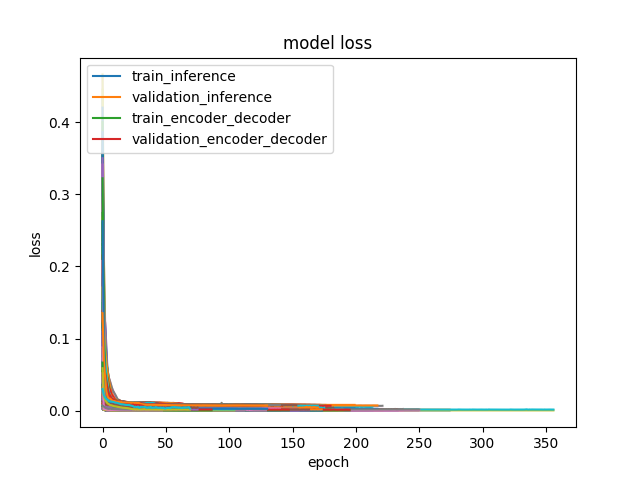 model loss
train_inference
validation_inference
train_encoder_decoder
validation_encoder_decoder
0.4
0.3
0.2
0.1
0.0
loss
0 50 100 150 200 250 300 350
epoch